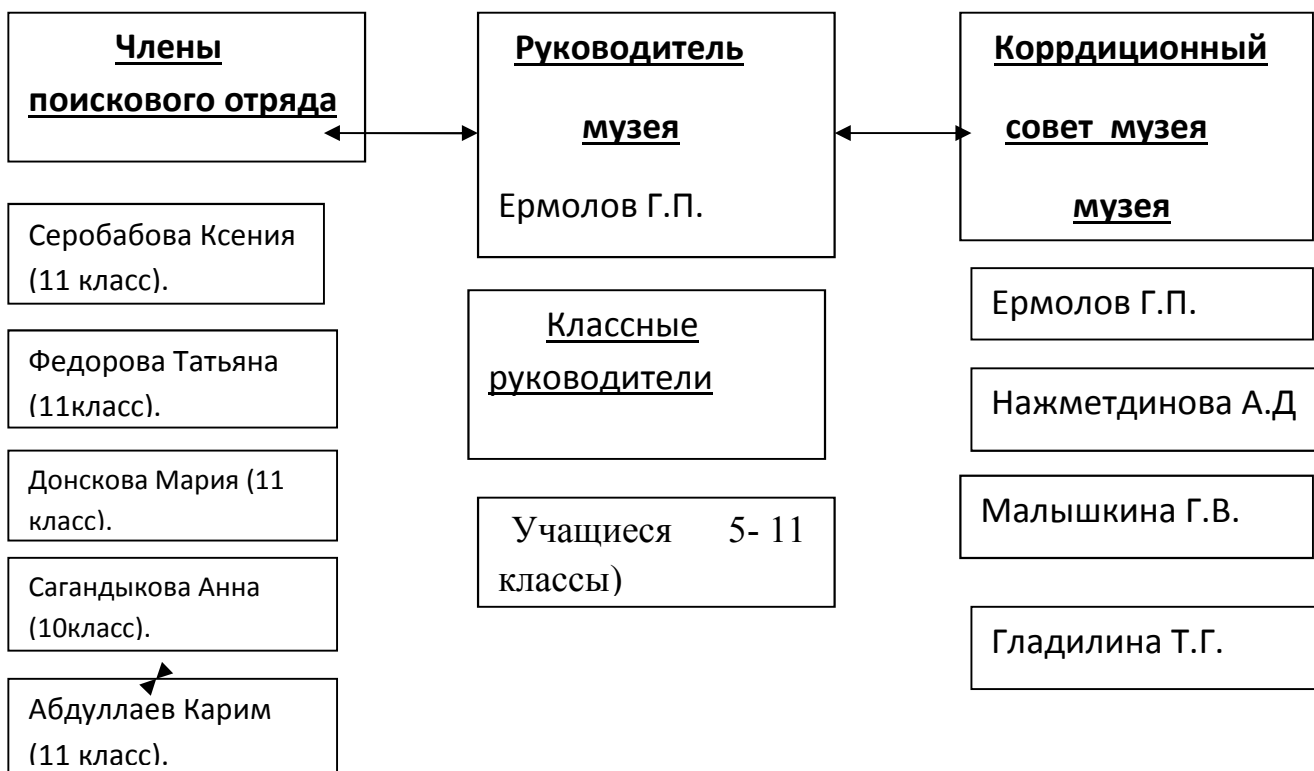 Члены
поискового отряда
Серобабова Ксения
(11 класс).
Федорова Татьяна
(11класс).
Донскова Мария (11
класс).
Сагандыкова Анна
(10класс).
Абдуллаев Карим
(11 класс).
Руководитель
музея
Ермолов Г.П.
Классные
руководители
Учащиеся 5- 11
классы)
Коррдиционный
совет музея
музея
Ермолов Г.П.
Нажметдинова А.Д
Малышкина Г.В.
Гладилина Т.Г.